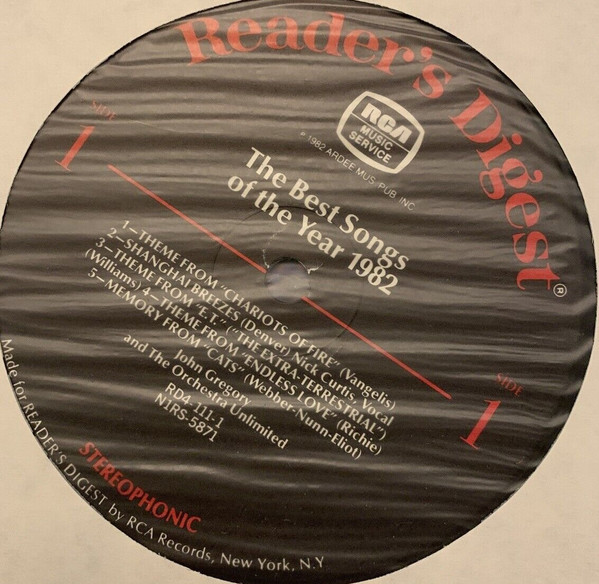 Reader's Digest®
SIDE
1
RCA
MUSIC
SERVICE
℗ 1982 ARDEE MUS. PUB INC
The Best Songs
of the Year 1982
1—THEME FROM "CHARIOTS OF FIRE" (Vangelis)
2—SHANGHAI BREEZES (Denver) Nick Curtis, Vocal
3—THEME FROM "E.T." ("THE EXTRA-TERRESTRIAL")
(Williams) 4—THEME FROM "ENDLESS LOVE" (Richie)
5—MEMORY FROM "CATS" (Webber-Nunn-Eliot)
John Gregory
and The Orchestra Unlimited
RD4-111-1
N1RS-5871
SIDE
1
STEREOPHONIC
Made for READER'S DIGEST by RCA Records, New York, N.Y